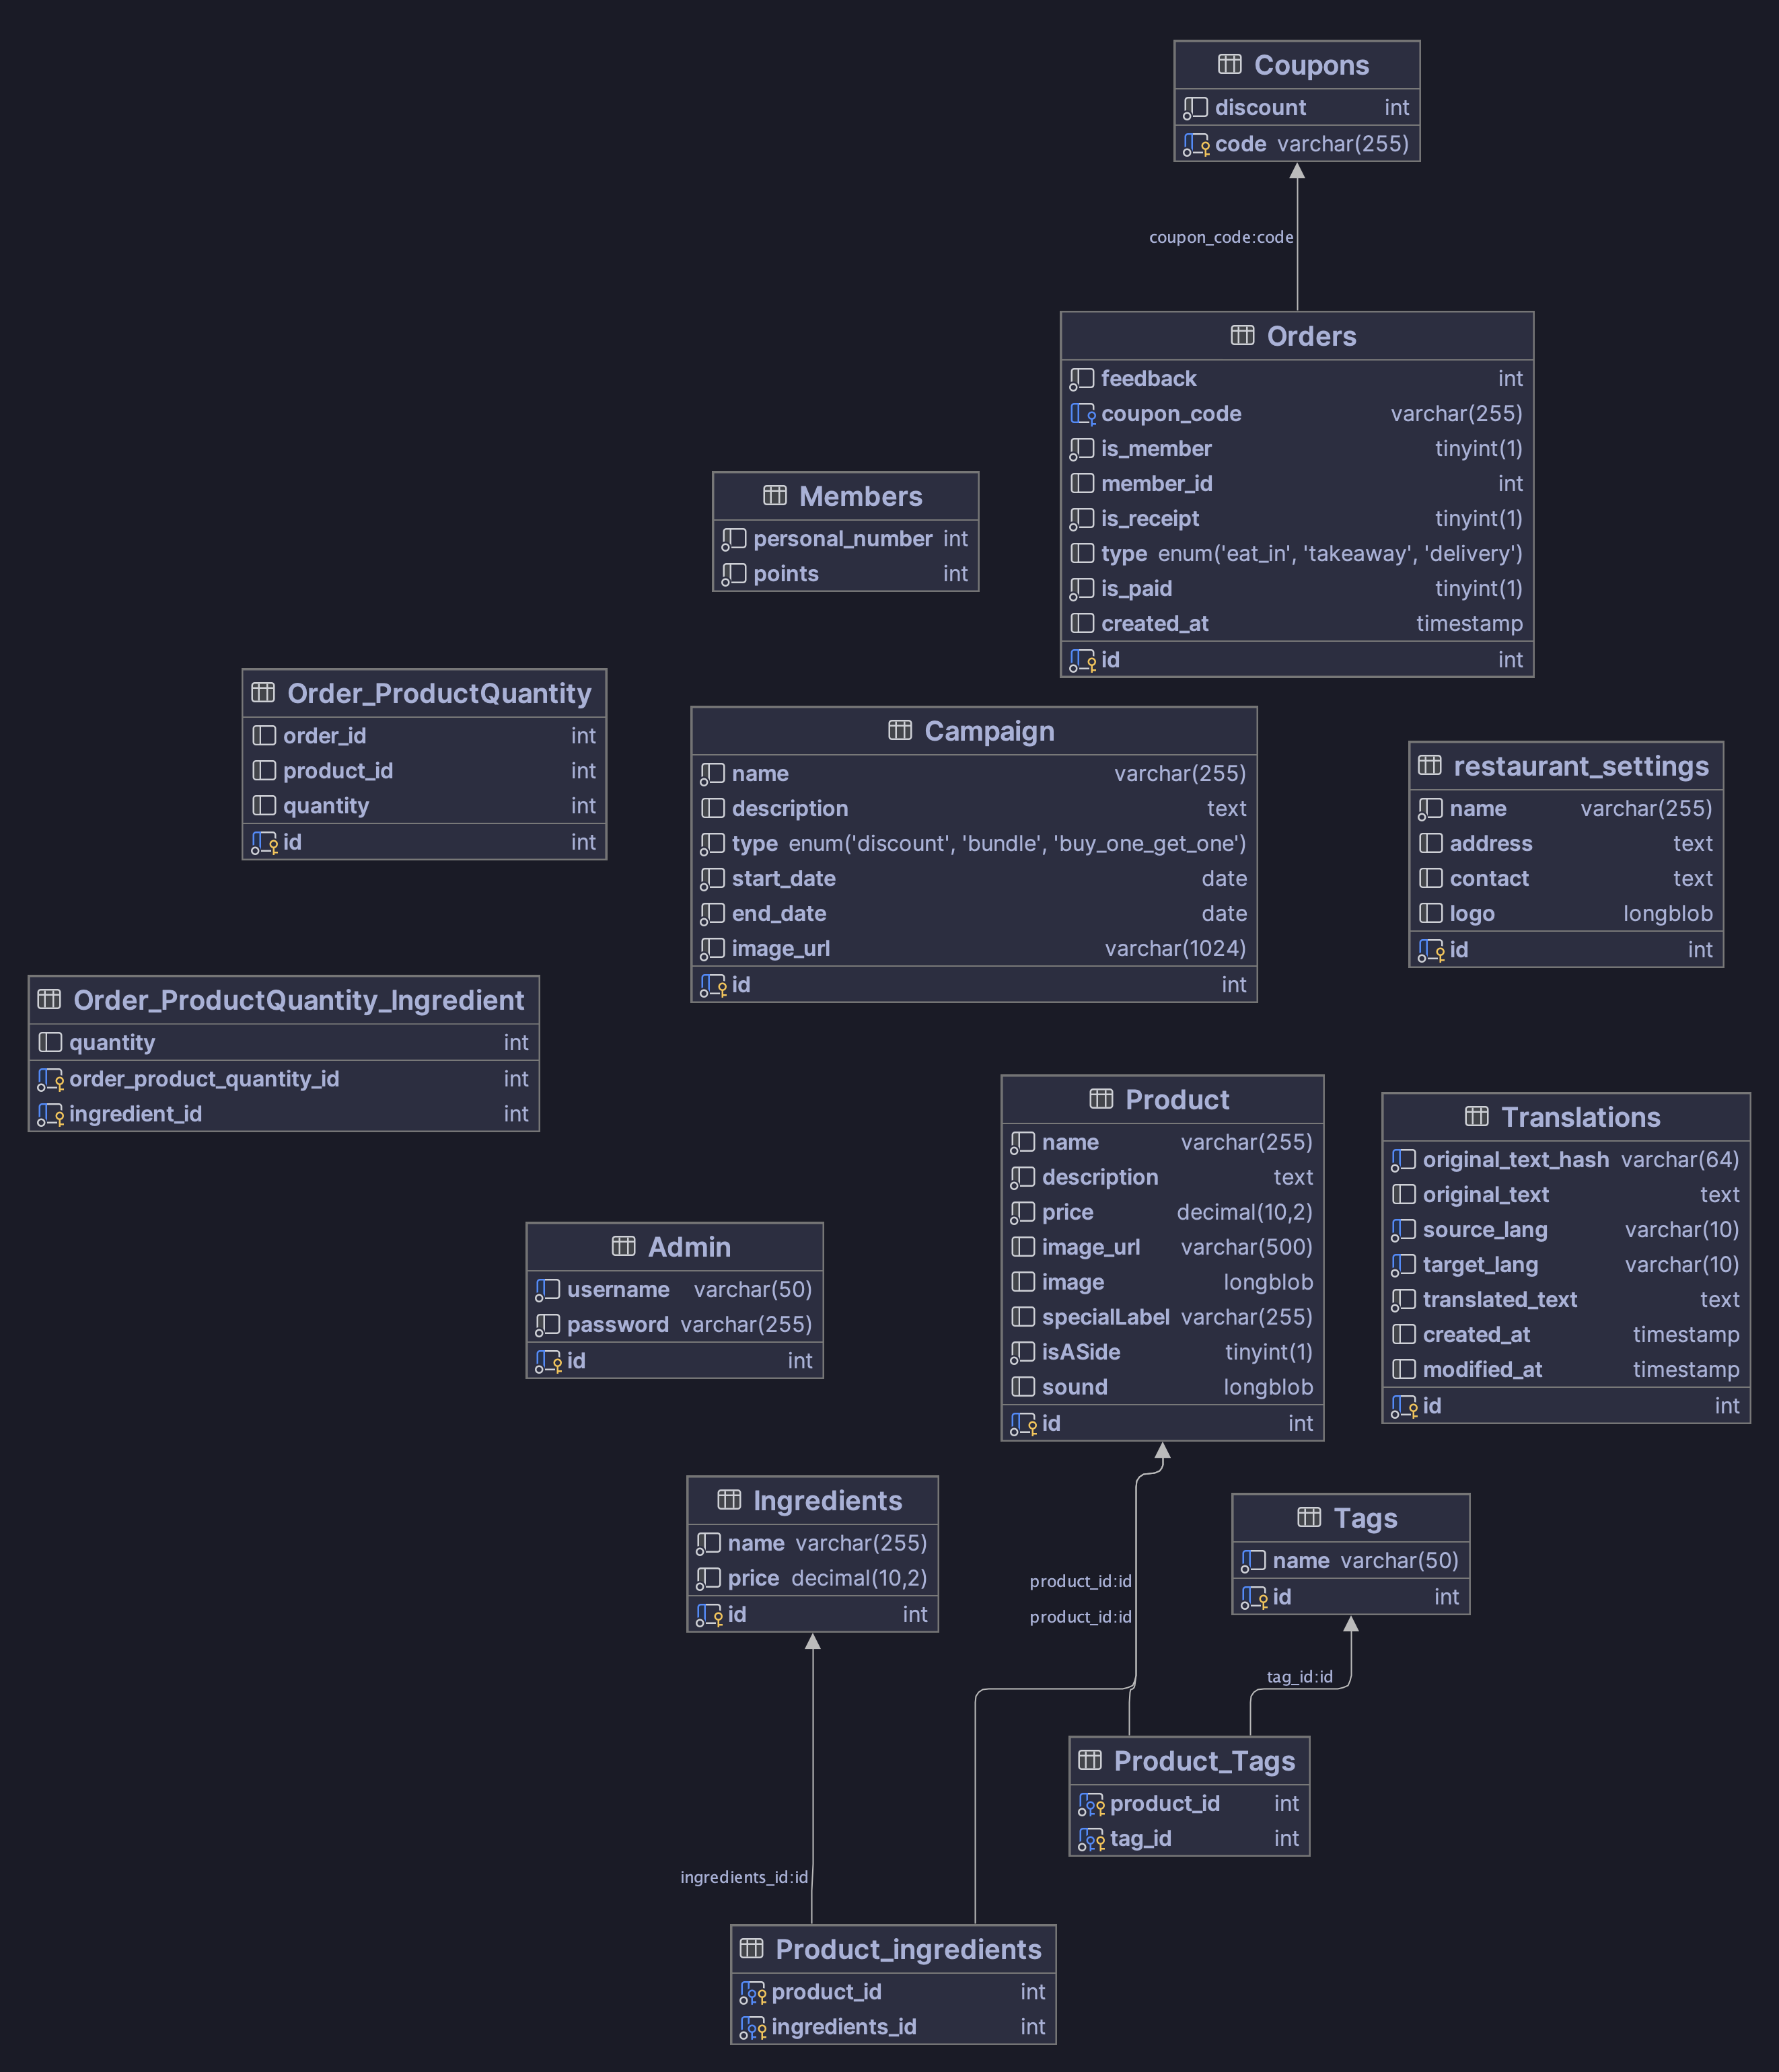 Coupons
discount int
code varchar(255)
coupon_code:code
Orders
feedback int
coupon_code varchar(255)
is_member tinyint(1)
member_id int
is_receipt tinyint(1)
type enum('eat_in', 'takeaway', 'delivery')
is_paid tinyint(1)
created_at timestamp
id int
Members
personal_number int
points int
Order_ProductQuantity
order_id int
product_id int
quantity int
id int
Campaign
name varchar(255)
description text
type enum('discount', 'bundle', 'buy_one_get_one')
start_date date
end_date date
image_url varchar(1024)
id int
restaurant_settings
name varchar(255)
address text
contact text
logo longblob
id int
Order_ProductQuantity_Ingredient
quantity int
order_product_quantity_id int
ingredient_id int
Product
name varchar(255)
description text
price decimal(10,2)
image_url varchar(500)
image longblob
specialLabel varchar(255)
isASide tinyint(1)
sound longblob
id int
Translations
original_text_hash varchar(64)
original_text text
source_lang varchar(10)
target_lang varchar(10)
translated_text text
created_at timestamp
modified_at timestamp
id int
Admin
username varchar(50)
password varchar(255)
id int
Ingredients
name varchar(255)
price decimal(10,2)
id int
Tags
name varchar(50)
id int
product_id:id
product_id:id
tag_id:id
Product_Tags
product_id int
tag_id int
ingredients_id:id
Product_ingredients
product_id int
ingredients_id int